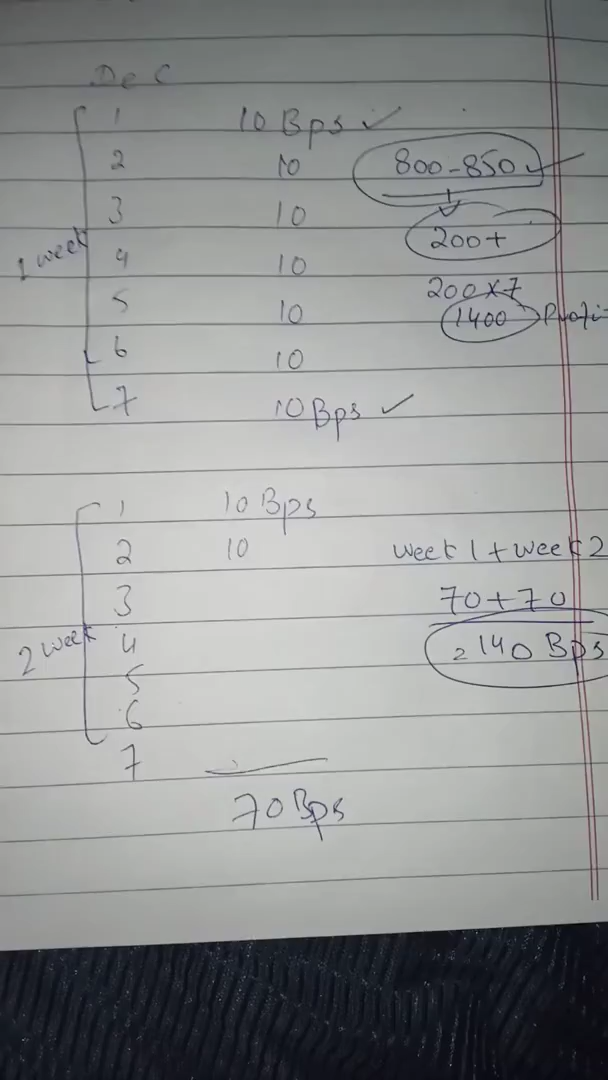 Dec
1 10 Bps ✓
2 10 800-850 ✓
3 10 200+
1 week
4 10
200x7
5 10 1400
6 10
7 10 Bps ✓
1 10 Bps
2 10 week 1 + week 2
3 70+70
2 week 4 = 140 Bps
5
6
7
70 Bps